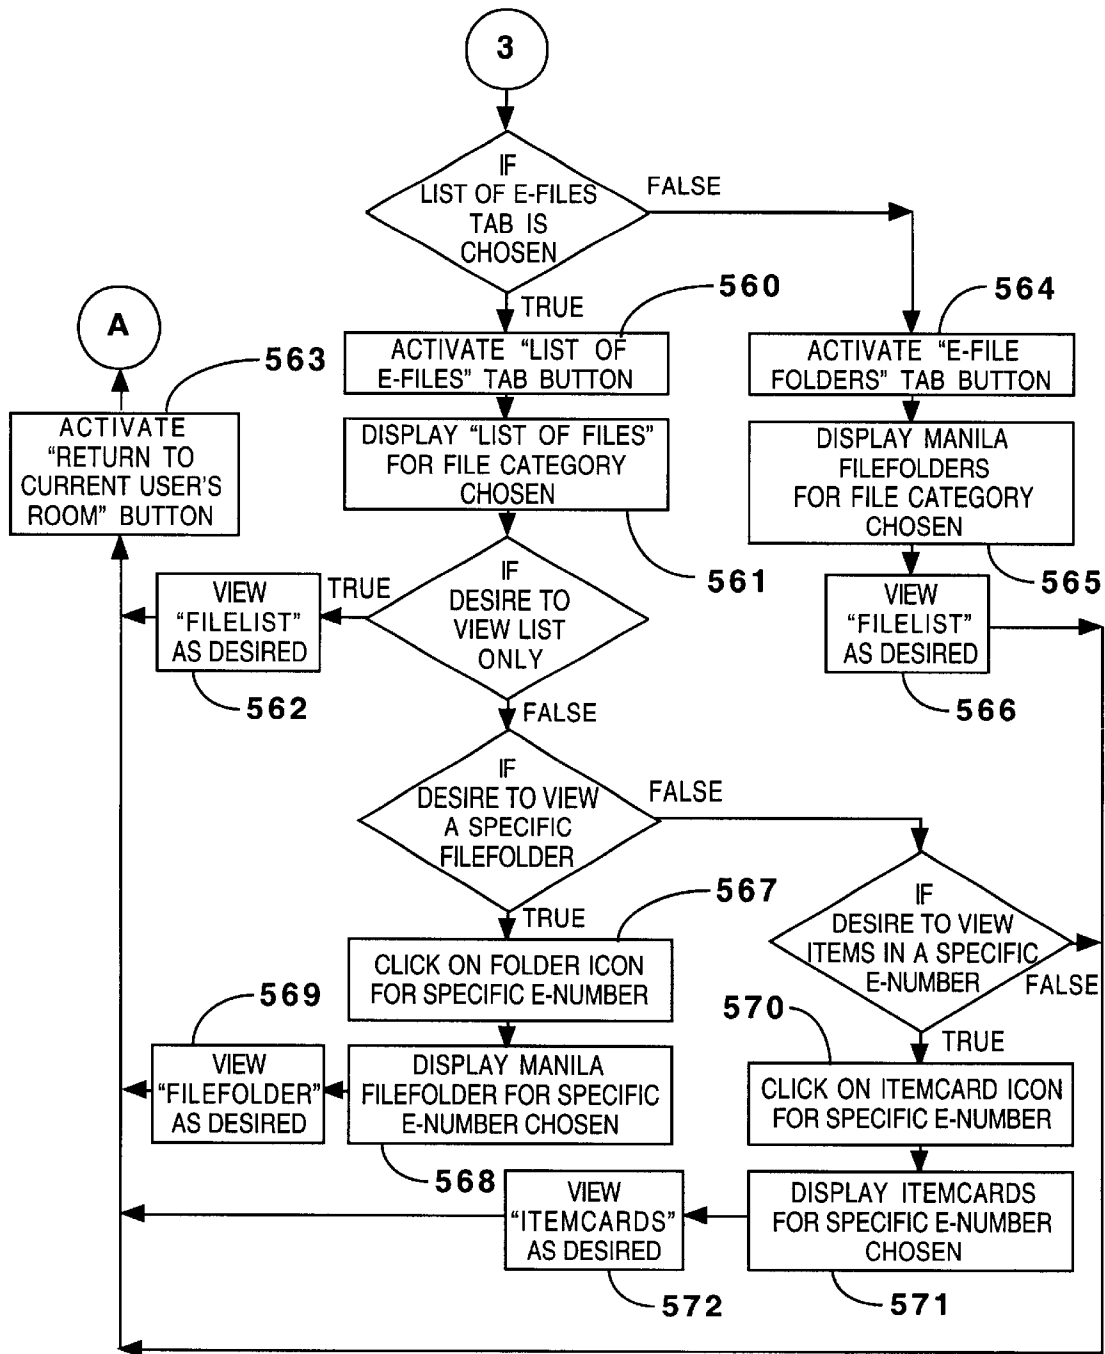 3
IF
LIST OF E-FILES
TAB IS
CHOSEN
FALSE
TRUE
560
564
A
563
ACTIVATE "LIST OF
E-FILES" TAB BUTTON
ACTIVATE "E-FILE
FOLDERS" TAB BUTTON
ACTIVATE
"RETURN TO
CURRENT USER'S
ROOM" BUTTON
DISPLAY "LIST OF FILES"
FOR FILE CATEGORY
CHOSEN
DISPLAY MANILA
FILEFOLDERS
FOR FILE CATEGORY
CHOSEN
561
565
IF
DESIRE TO
VIEW LIST
ONLY
TRUE
VIEW
"FILELIST"
AS DESIRED
562
VIEW
"FILELIST"
AS DESIRED
566
FALSE
IF
DESIRE TO VIEW
A SPECIFIC
FILEFOLDER
FALSE
TRUE
567
IF
DESIRE TO VIEW
ITEMS IN A SPECIFIC
E-NUMBER
FALSE
TRUE
CLICK ON FOLDER ICON
FOR SPECIFIC E-NUMBER
569
570
VIEW
"FILEFOLDER"
AS DESIRED
DISPLAY MANILA
FILEFOLDER FOR SPECIFIC
E-NUMBER CHOSEN
568
CLICK ON ITEMCARD ICON
FOR SPECIFIC E-NUMBER
VIEW
"ITEMCARDS"
AS DESIRED
572
DISPLAY ITEMCARDS
FOR SPECIFIC E-NUMBER
CHOSEN
571